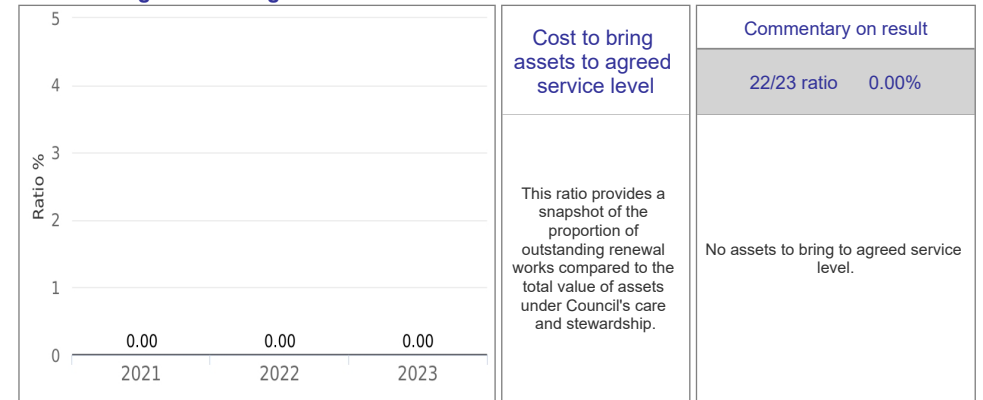 5
4
3
2
1
0
Ratio %
0.00 0.00 0.00
2021 2022 2023
Cost to bring
assets to agreed
service level
This ratio provides a
snapshot of the
proportion of
outstanding renewal
works compared to the
total value of assets
under Council's care
and stewardship.
Commentary on result
22/23 ratio 0.00%
No assets to bring to agreed service
level.